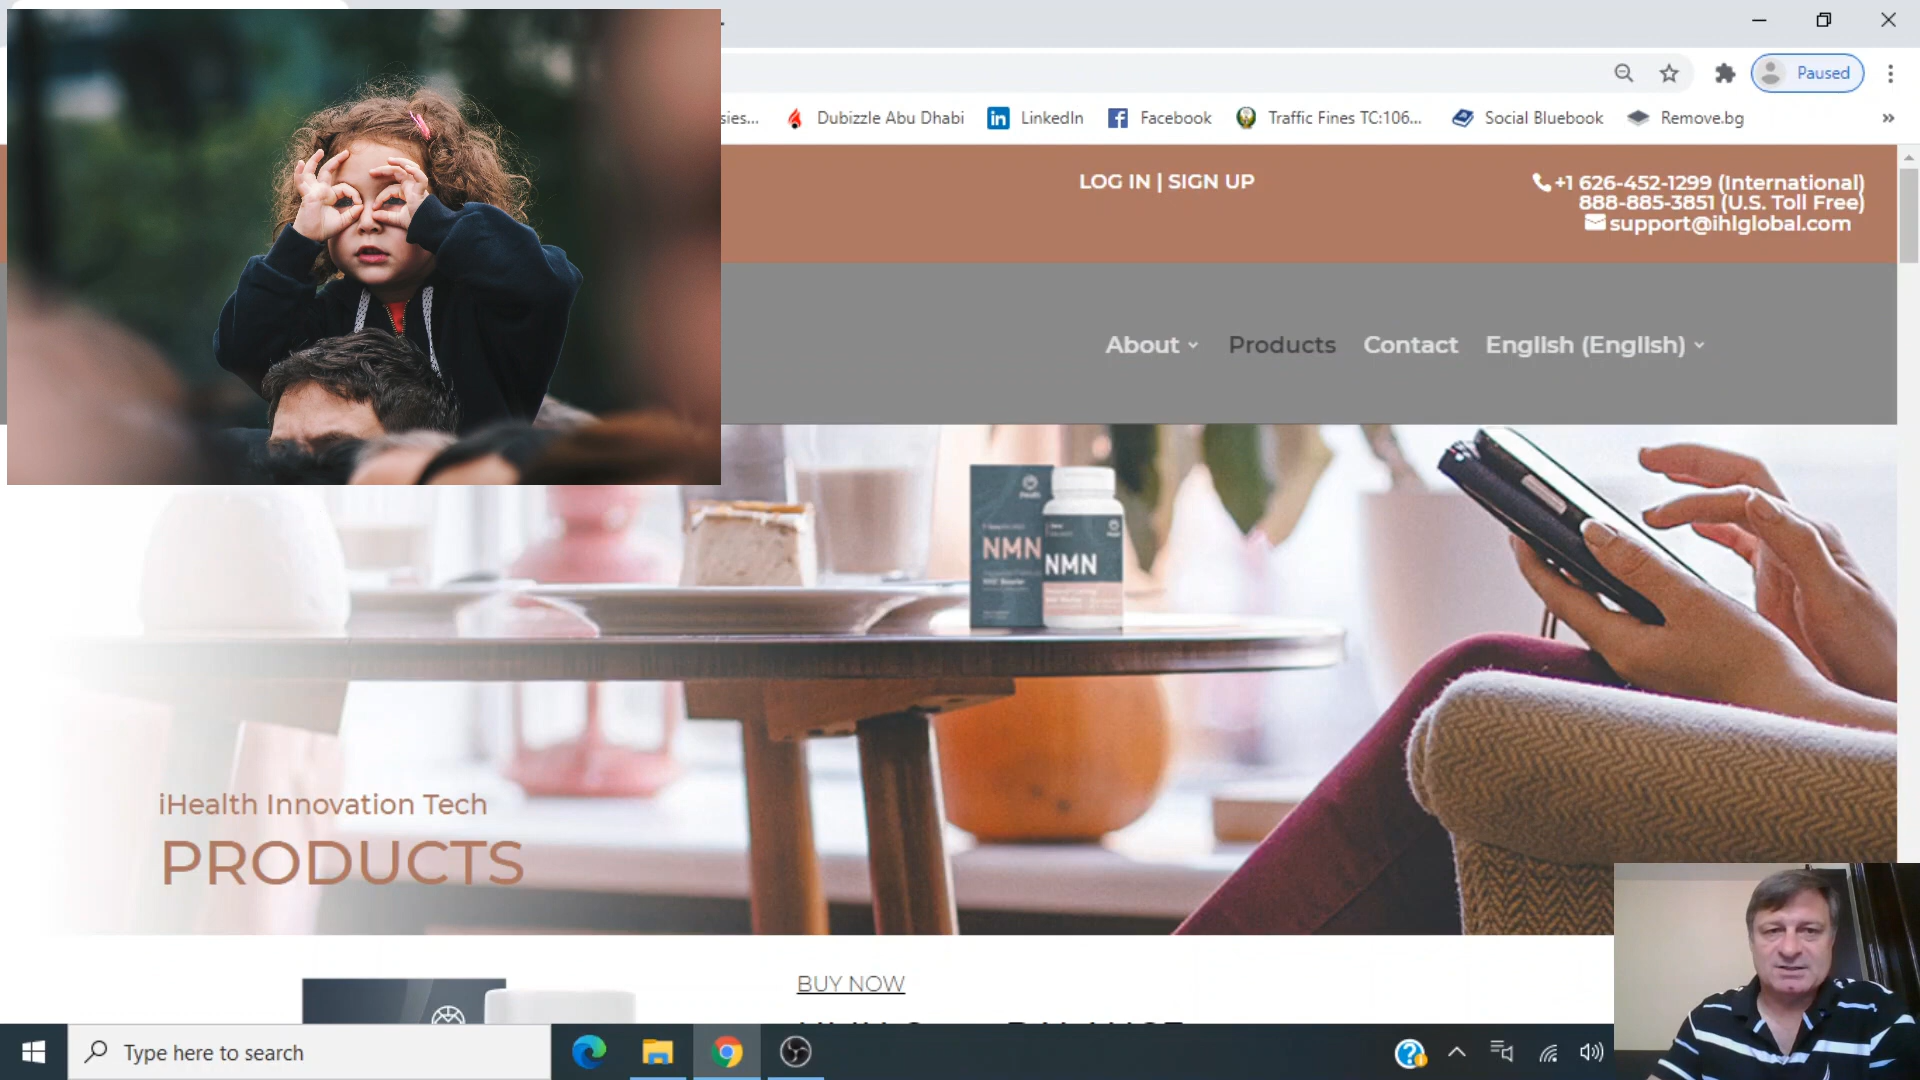 Paused
sies...
Dubizzle Abu Dhabi
LinkedIn
Facebook
Traffic Fines TC:106...
Social Bluebook
Remove.bg
LOG IN | SIGN UP
+1 626-452-1299 (International)
888-885-3851 (U.S. Toll Free)
support@ihlglobal.com
About
Products
Contact
English (English)
NMN
NMN
iHealth Innovation Tech
PRODUCTS
BUY NOW
Type here to search